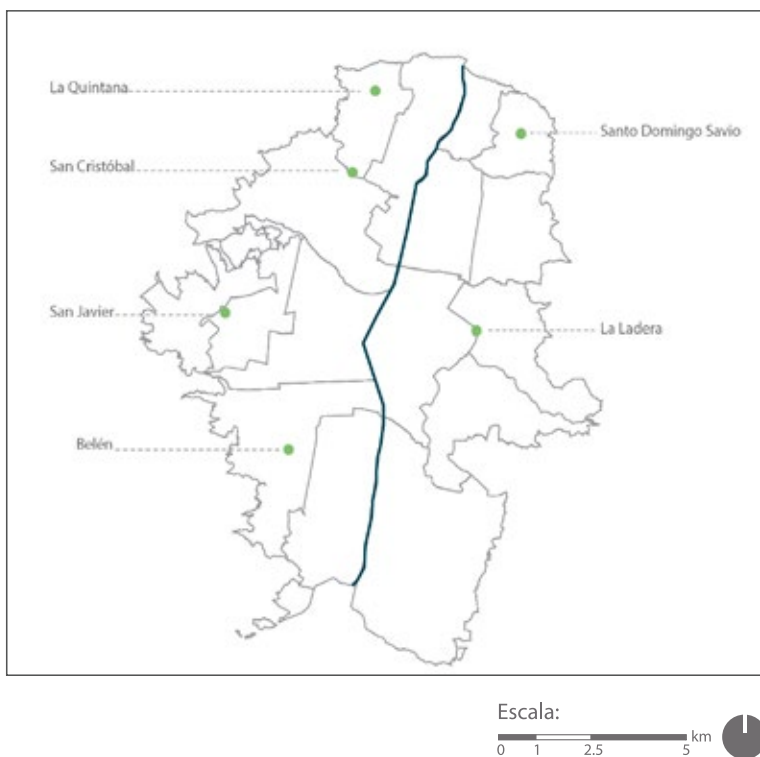 La Quintana
Santo Domingo Savio
San Cristóbal
San Javier
La Ladera
Belén
Escala:
km
0 1 2.5 5